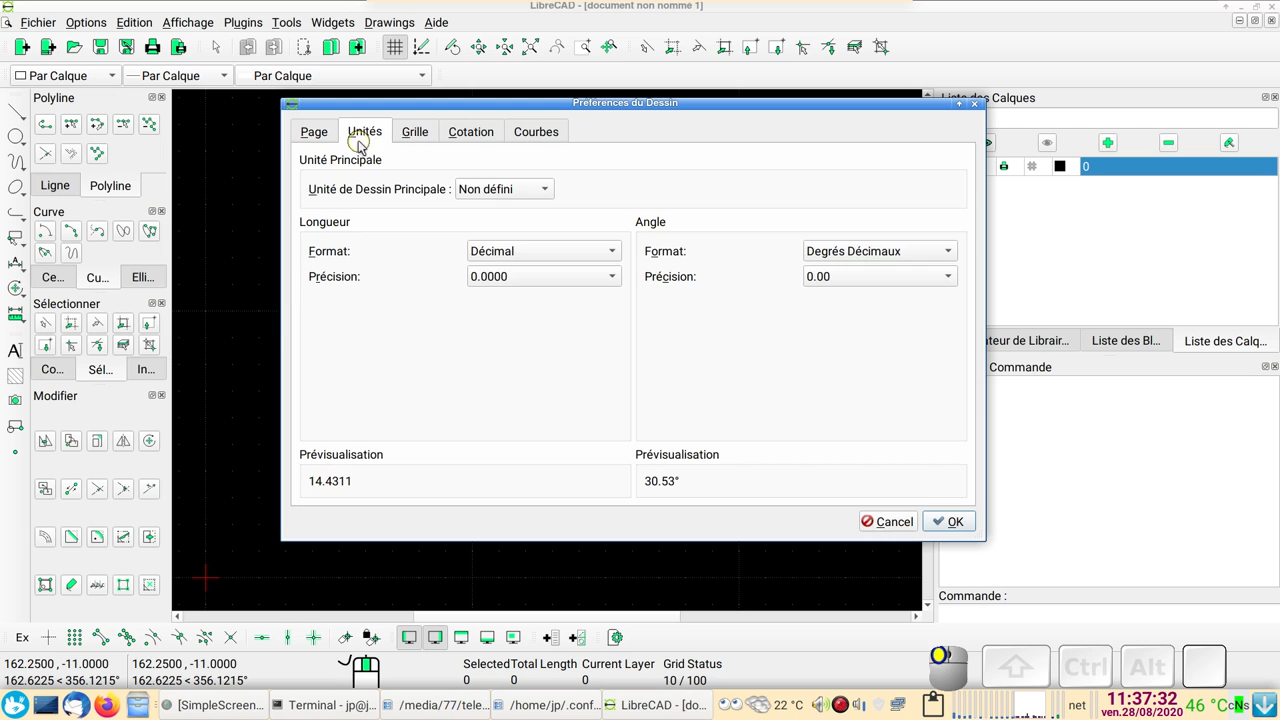 LibreCAD - [document non nommé 1]
Fichier Options Edition Affichage Plugins Tools Widgets Drawings Aide
Par Calque Par Calque Par Calque
Polyline
Ligne Polyline
Curve
Ce... Cu... Elli...
Sélectionner
Co... Sél... In...
Modifier
Préférences du Dessin
Page Unités Grille Cotation Courbes
Unité Principale
Unité de Dessin Principale : Non défini
Longueur Angle
Format: Décimal Format: Degrés Décimaux
Précision: 0.0000 Précision: 0.00
Prévisualisation Prévisualisation
14.4311 30.53°
Cancel OK
Liste des Calques
0
ateur de Librair... Liste des Bl... Liste des Calq...
Commande
Commande :
Ex
162.2500 , -11.0000 162.2500 , -11.0000 Selected Total Length Current Layer Grid Status
162.6225 < 356.1215° 162.6225 < 356.1215° 0 0 0 10 / 100
Ctrl Alt
[SimpleScreen... Terminal - jp@j... /media/77/tele... /home/jp/.conf... LibreCAD - [do... 22 °C net 11:37:32 ven.28/08/2020 46 °C